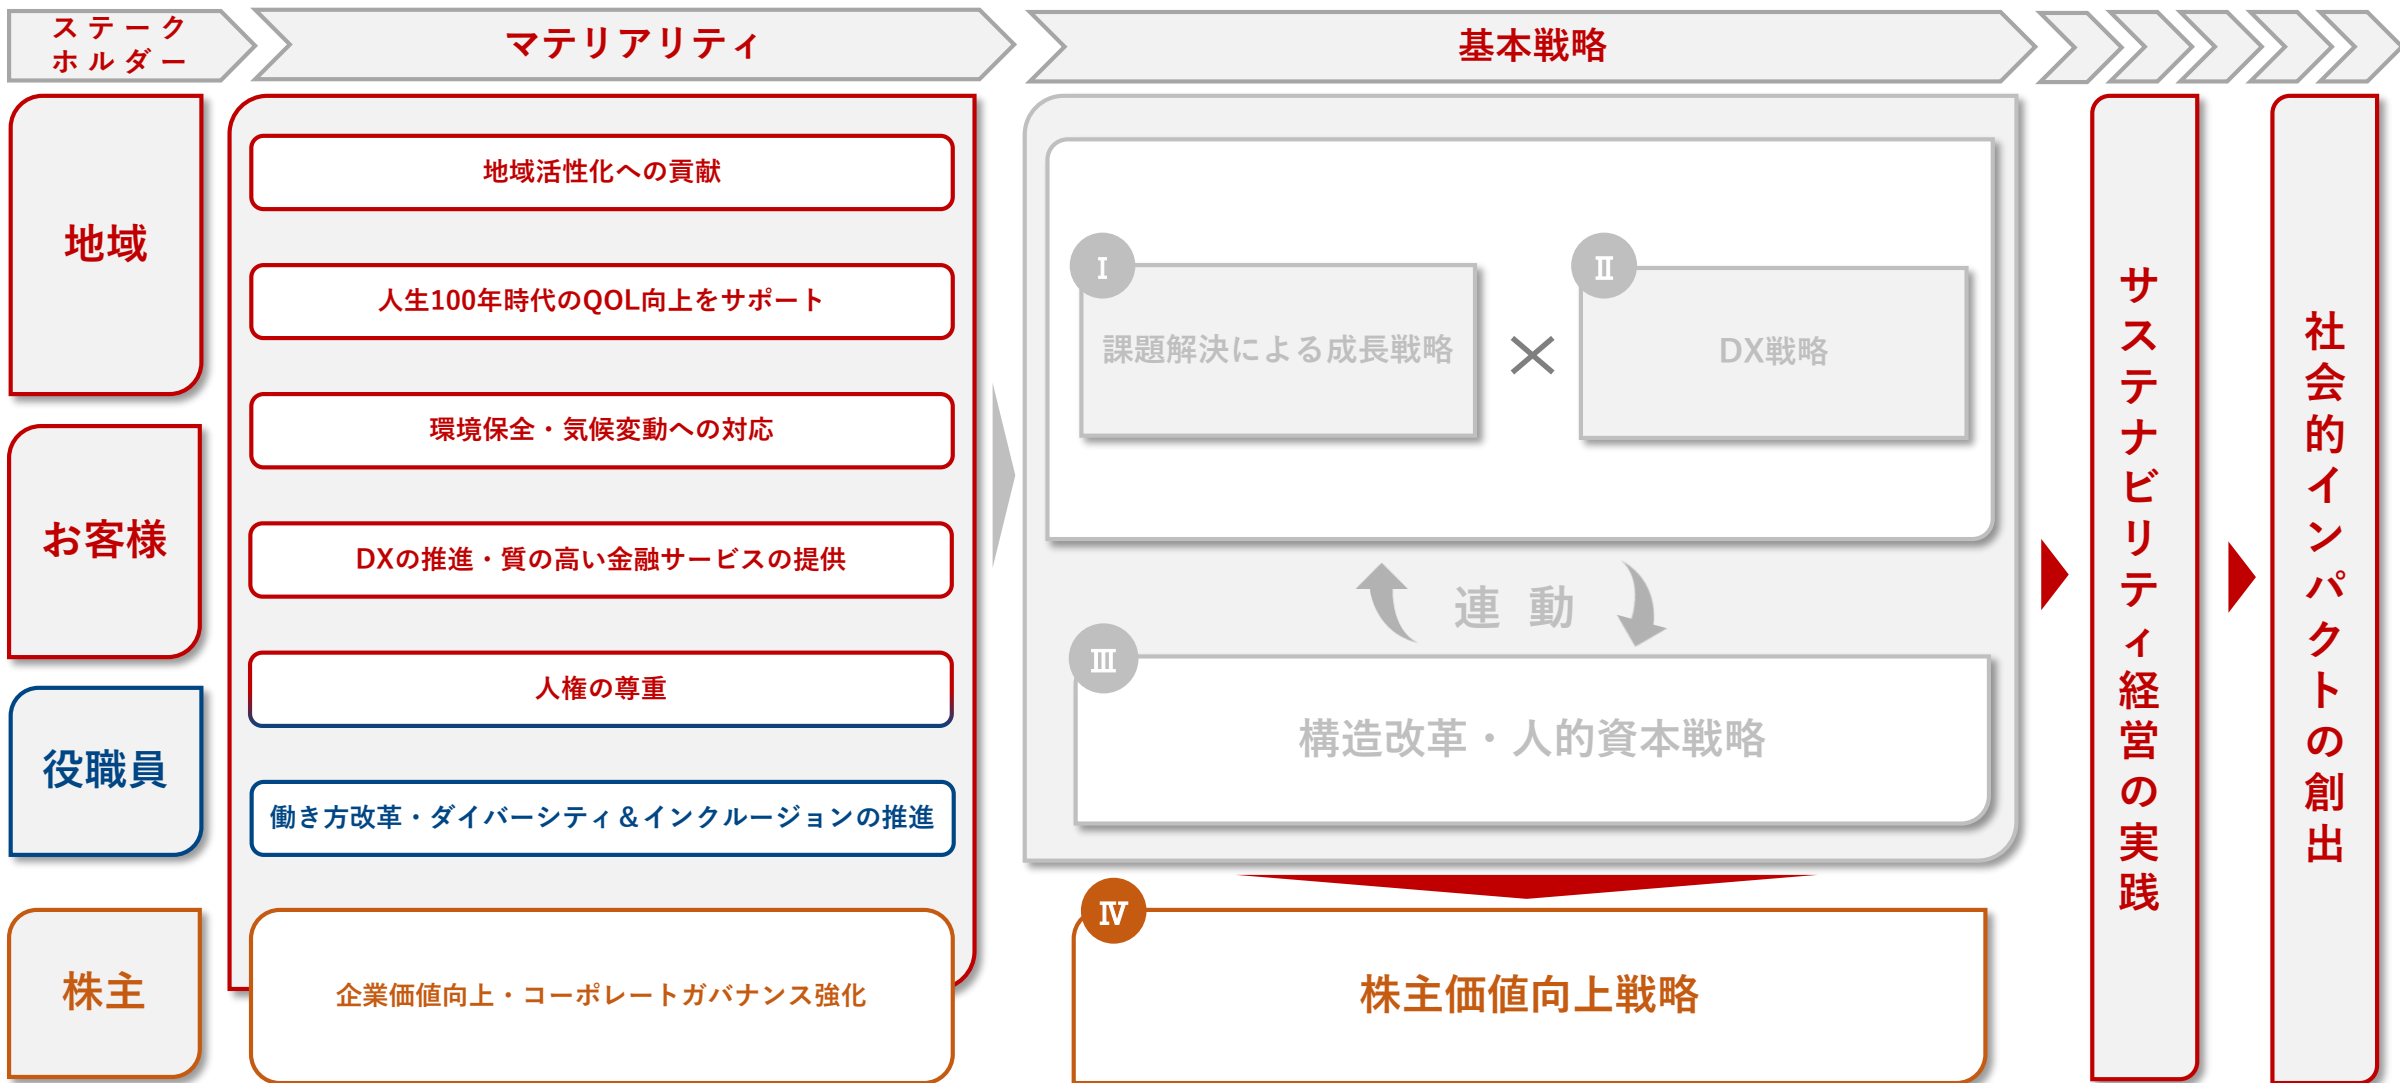 ステーク
ホルダー
マテリアリティ
基本戦略
地域
お客様
役職員
株主
地域活性化への貢献
人生100年時代のQOL向上をサポート
環境保全・気候変動への対応
DXの推進・質の高い金融サービスの提供
人権の尊重
働き方改革・ダイバーシティ＆インクルージョンの推進
企業価値向上・コーポレートガバナンス強化
Ⅰ
課題解決による成長戦略
×
Ⅱ
DX戦略
連動
Ⅲ
構造改革・人的資本戦略
Ⅳ
株主価値向上戦略
サステナビリティ経営の実践
社会的インパクトの創出